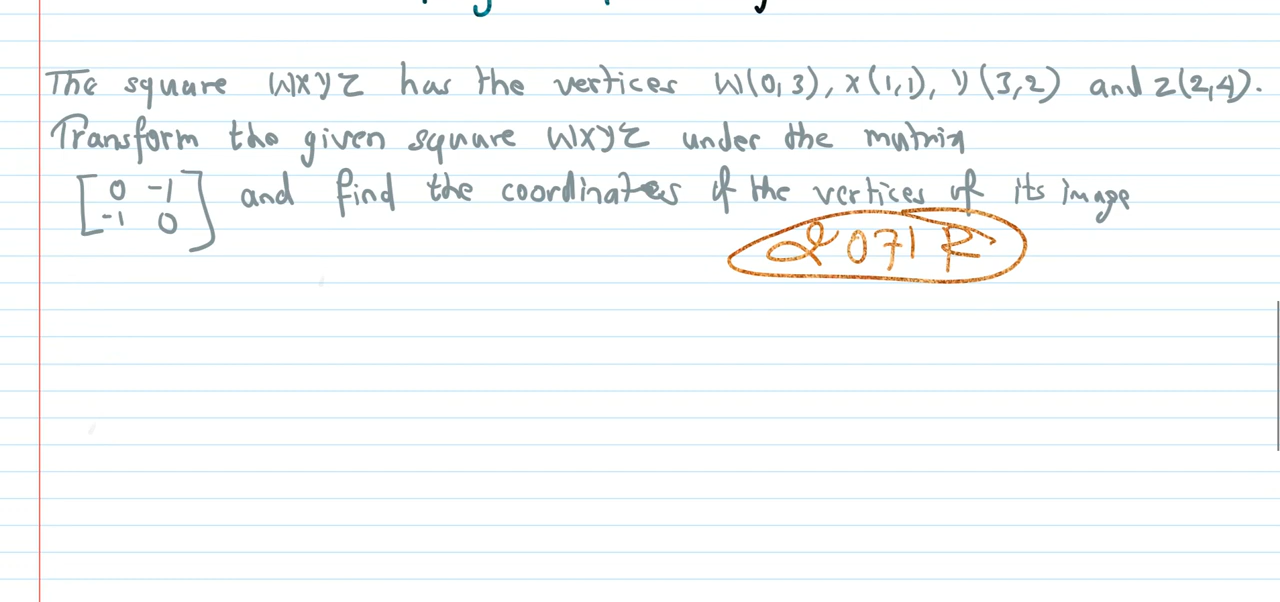 The square WXYZ has the vertices W(0,3), X(1,1), Y(3,2) and Z(2,4).
Transform the given square WXYZ under the matrix
[0 -1
-1 0] and find the coordinates of the vertices of its image
2071 R